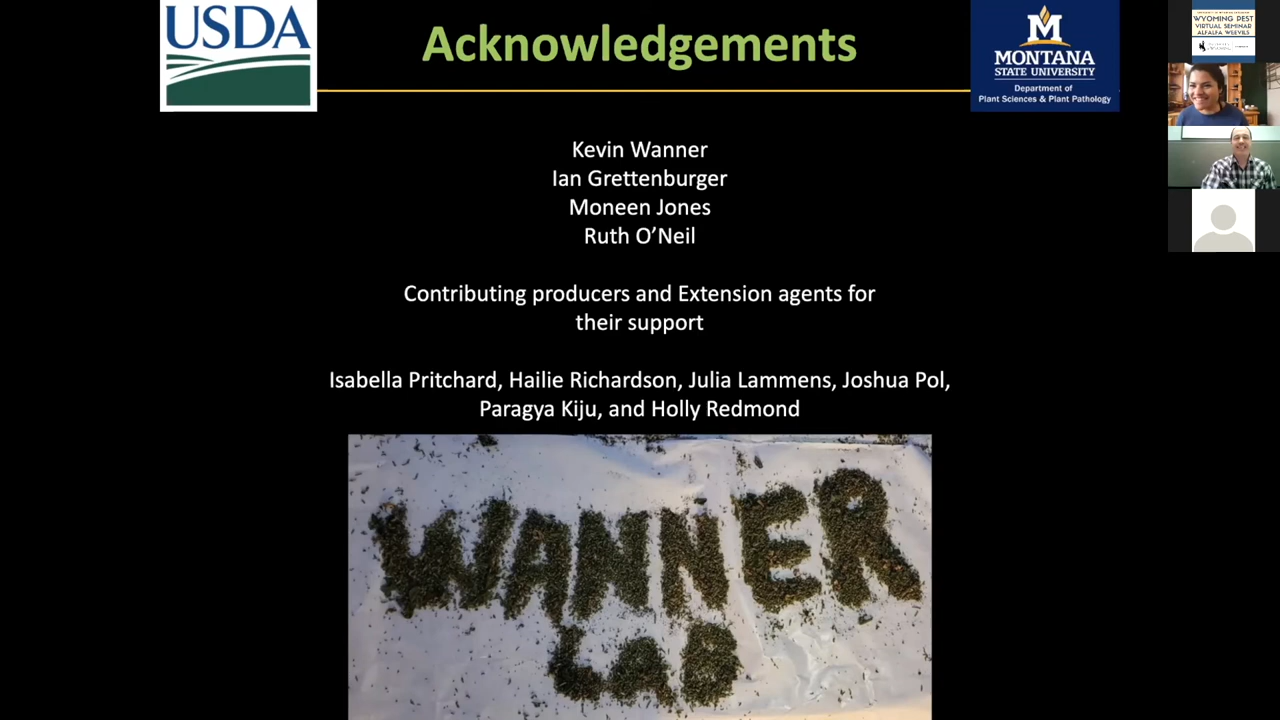 USDA
Acknowledgements
MONTANA
STATE UNIVERSITY
Department of
Plant Sciences & Plant Pathology
WYOMING PEST
VIRTUAL SEMINAR
ALFALFA WEEVILS
Kevin Wanner
Ian Grettenburger
Moneen Jones
Ruth O’Neil
Contributing producers and Extension agents for
their support
Isabella Pritchard, Hailie Richardson, Julia Lammens, Joshua Pol,
Paragya Kiju, and Holly Redmond
WANNER
LAB